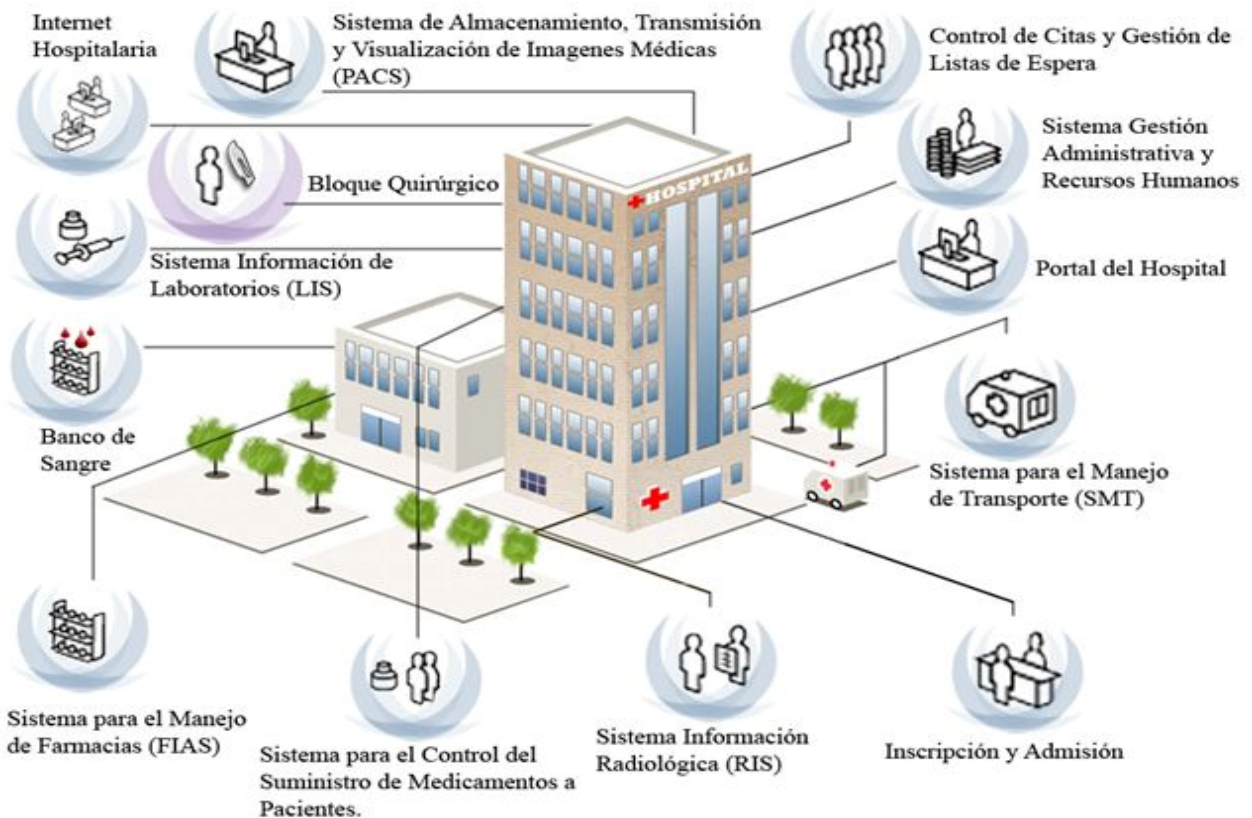 Internet
Hospitalaria
Sistema de Almacenamiento, Transmisión
y Visualización de Imagenes Médicas
(PACS)
Control de Citas y Gestión de
Listas de Espera
Sistema Gestión
Administrativa y
Recursos Humanos
Bloque Quirúrgico
HOSPITAL
Sistema Información de
Laboratorios (LIS)
Portal del Hospital
Banco de
Sangre
Sistema para el Manejo
de Transporte (SMT)
Sistema para el Manejo
de Farmacias (FIAS)
Sistema para el Control del
Suministro de Medicamentos a
Pacientes.
Sistema Información
Radiológica (RIS)
Inscripción y Admisión